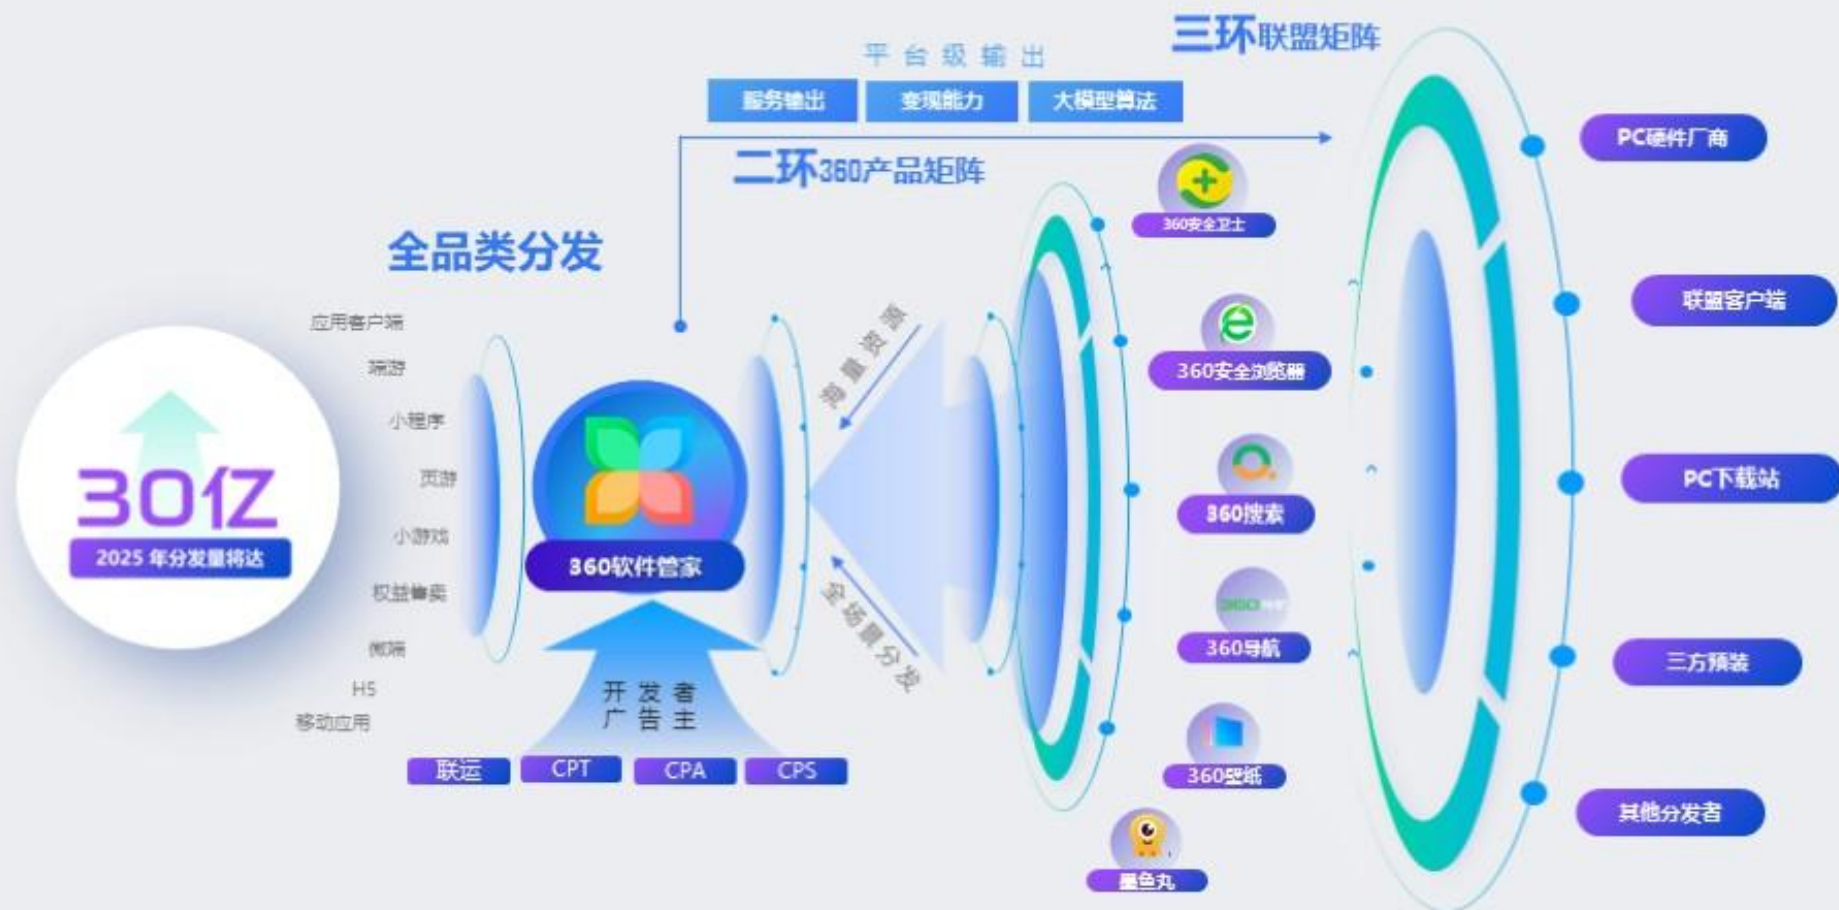 三环联盟矩阵
平台级输出
服务输出
变现能力
大模型算法
二环360产品矩阵
全品类分发
应用客户端
端游
小程序
页游
小游戏
权益售卖
微端
H5
移动应用
30亿
2025 年分发量将达
360软件管家
开发者
广告主
联运
CPT
CPA
CPS
全场景分发
360安全卫士
360安全浏览器
360搜索
360导航
360壁纸
墨鱼丸
PC硬件厂商
联盟客户端
PC下载站
三方预装
其他分发者